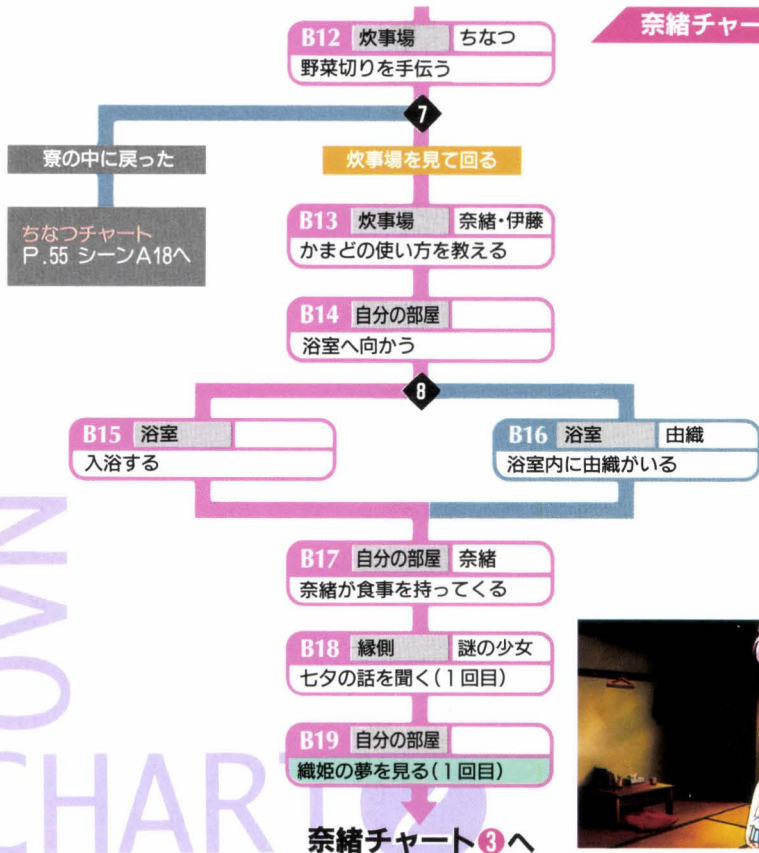 奈緒チャー
B12 炊事場 ちなつ
野菜切りを手伝う
7
寮の中に戻った
炊事場を見て回る
ちなつチャート
P.55 シーンA18へ
B13 炊事場 奈緒・伊藤
かまどの使い方を教える
B14 自分の部屋
浴室へ向かう
8
B15 浴室
入浴する
B16 浴室 由織
浴室内に由織がいる
B17 自分の部屋 奈緒
奈緒が食事を持ってくる
B18 縁側 謎の少女
七夕の話を聞く(1回目)
B19 自分の部屋
織姫の夢を見る(1回目)
奈緒チャート❸へ
CHART